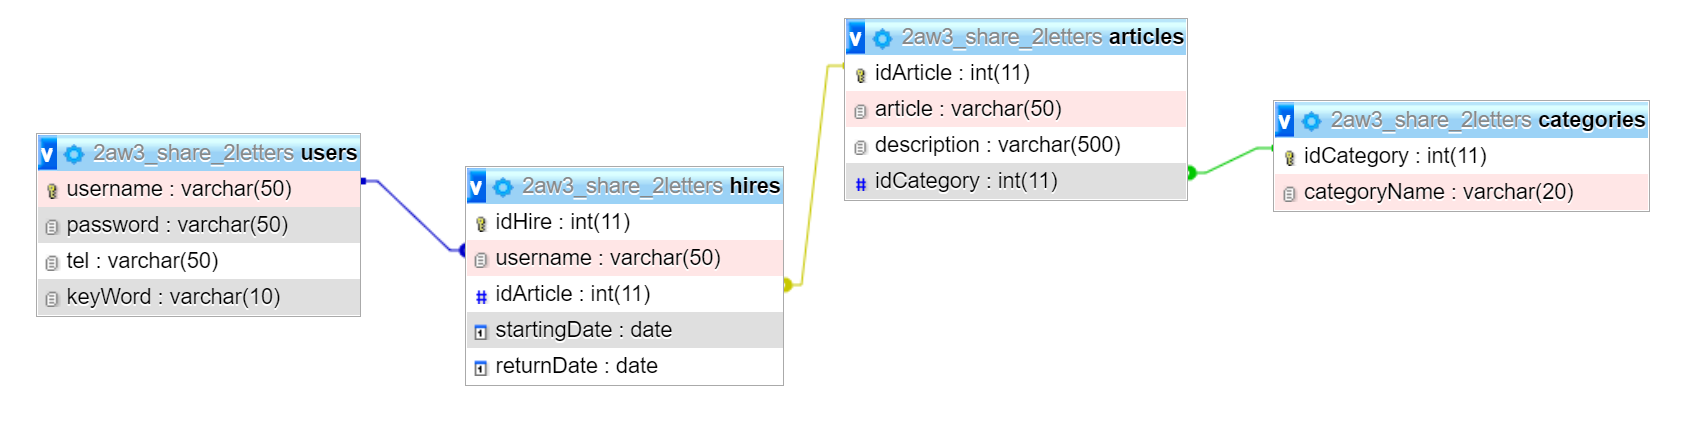 v 2aw3_share_2letters users
username : varchar(50)
password : varchar(50)
tel : varchar(50)
keyWord : varchar(10)
v 2aw3_share_2letters hires
idHire : int(11)
username : varchar(50)
# idArticle : int(11)
1 startingDate : date
1 returnDate : date
v 2aw3_share_2letters articles
idArticle : int(11)
article : varchar(50)
description : varchar(500)
# idCategory : int(11)
v 2aw3_share_2letters categories
idCategory : int(11)
categoryName : varchar(20)